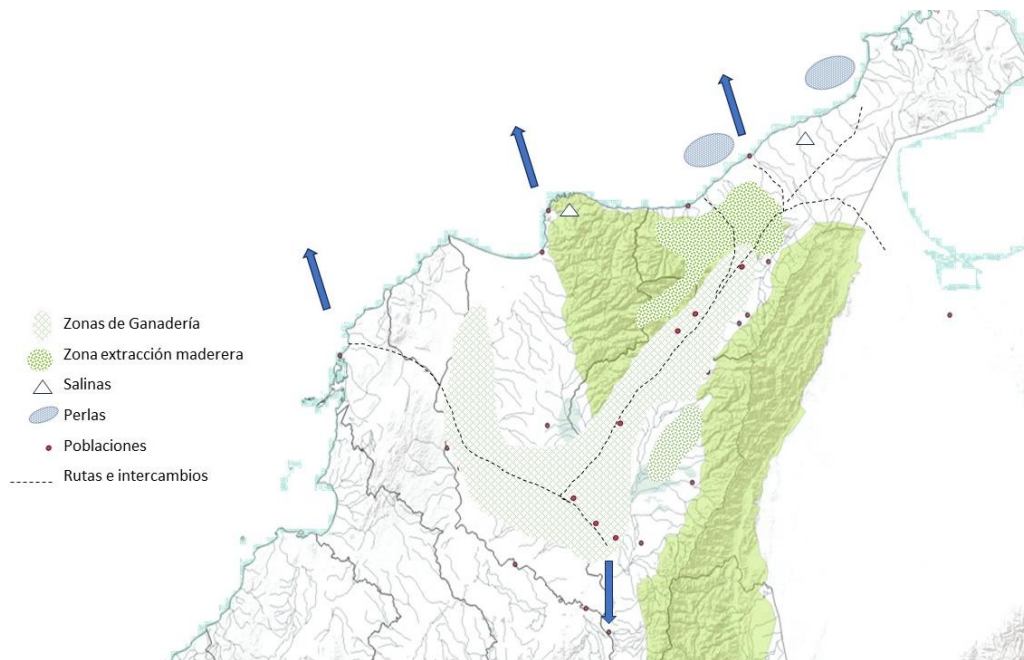 Zonas de Ganadería
Zona extracción maderera
Salinas
Perlas
Poblaciones
Rutas e intercambios